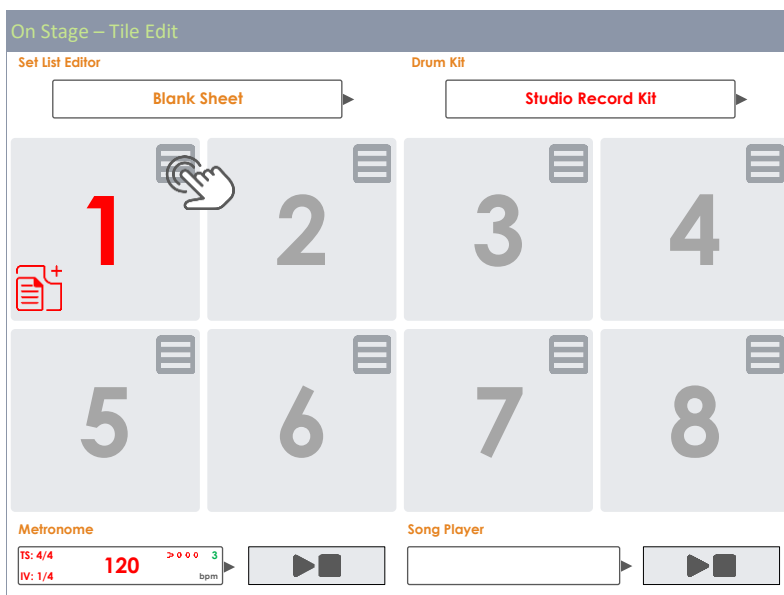 On Stage – Tile Edit
Set List Editor
Drum Kit
Blank Sheet
Studio Record Kit
1
2
3
4
5
6
7
8
Metronome
Song Player
TS: 4/4
3
120
IV: 1/4
bpm